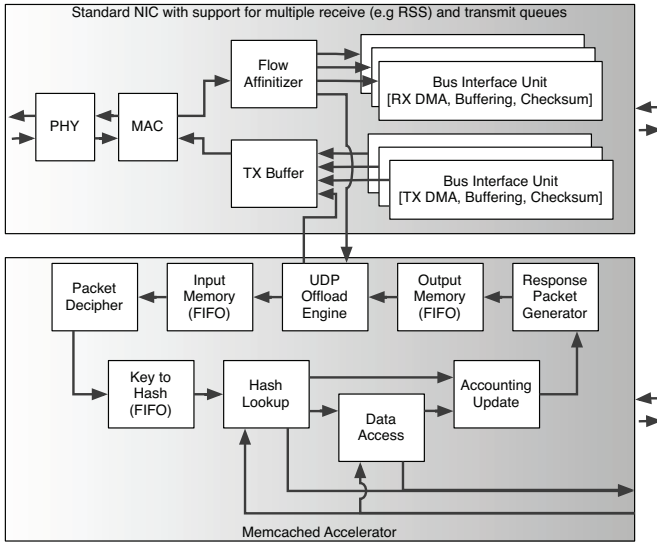 Standard NIC with support for multiple receive (e.g RSS) and transmit queues
Flow
Affinitizer
Bus Interface Unit
[RX DMA, Buffering, Checksum]
PHY
MAC
TX Buffer
Bus Interface Unit
[TX DMA, Buffering, Checksum]
Packet
Decipher
Input
Memory
(FIFO)
UDP
Offload
Engine
Output
Memory
(FIFO)
Response
Packet
Generator
Key to
Hash
(FIFO)
Hash
Lookup
Data
Access
Accounting
Update
Memcached Accelerator